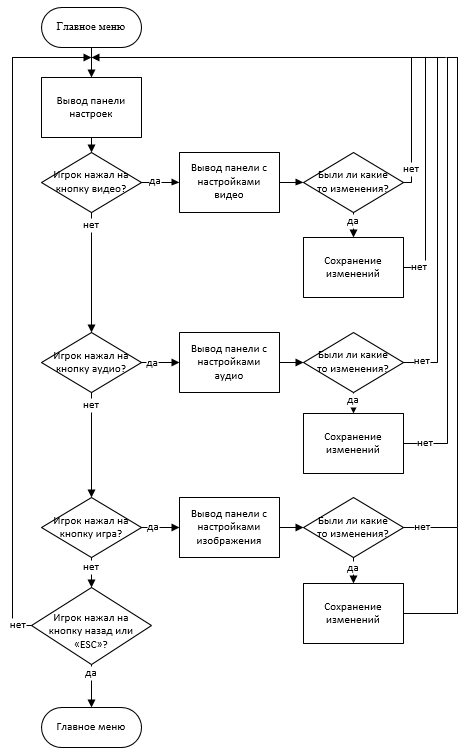 Главное меню
Вывод панели
настроек
Игрок нажал на
кнопку видео?
да
Вывод панели с
настройками
видео
Были ли какие
то изменения?
нет
да
нет
Сохранение
изменений
нет
Игрок нажал на
кнопку аудио?
да
Вывод панели с
настройками
аудио
Были ли какие
то изменения?
нет
да
нет
Сохранение
изменений
нет
Игрок нажал на
кнопку игра?
да
Вывод панели с
настройками
изображения
Были ли какие
то изменения?
нет
нет
да
Сохранение
изменений
Игрок нажал на
кнопку назад или
«ESC»?
нет
да
Главное меню